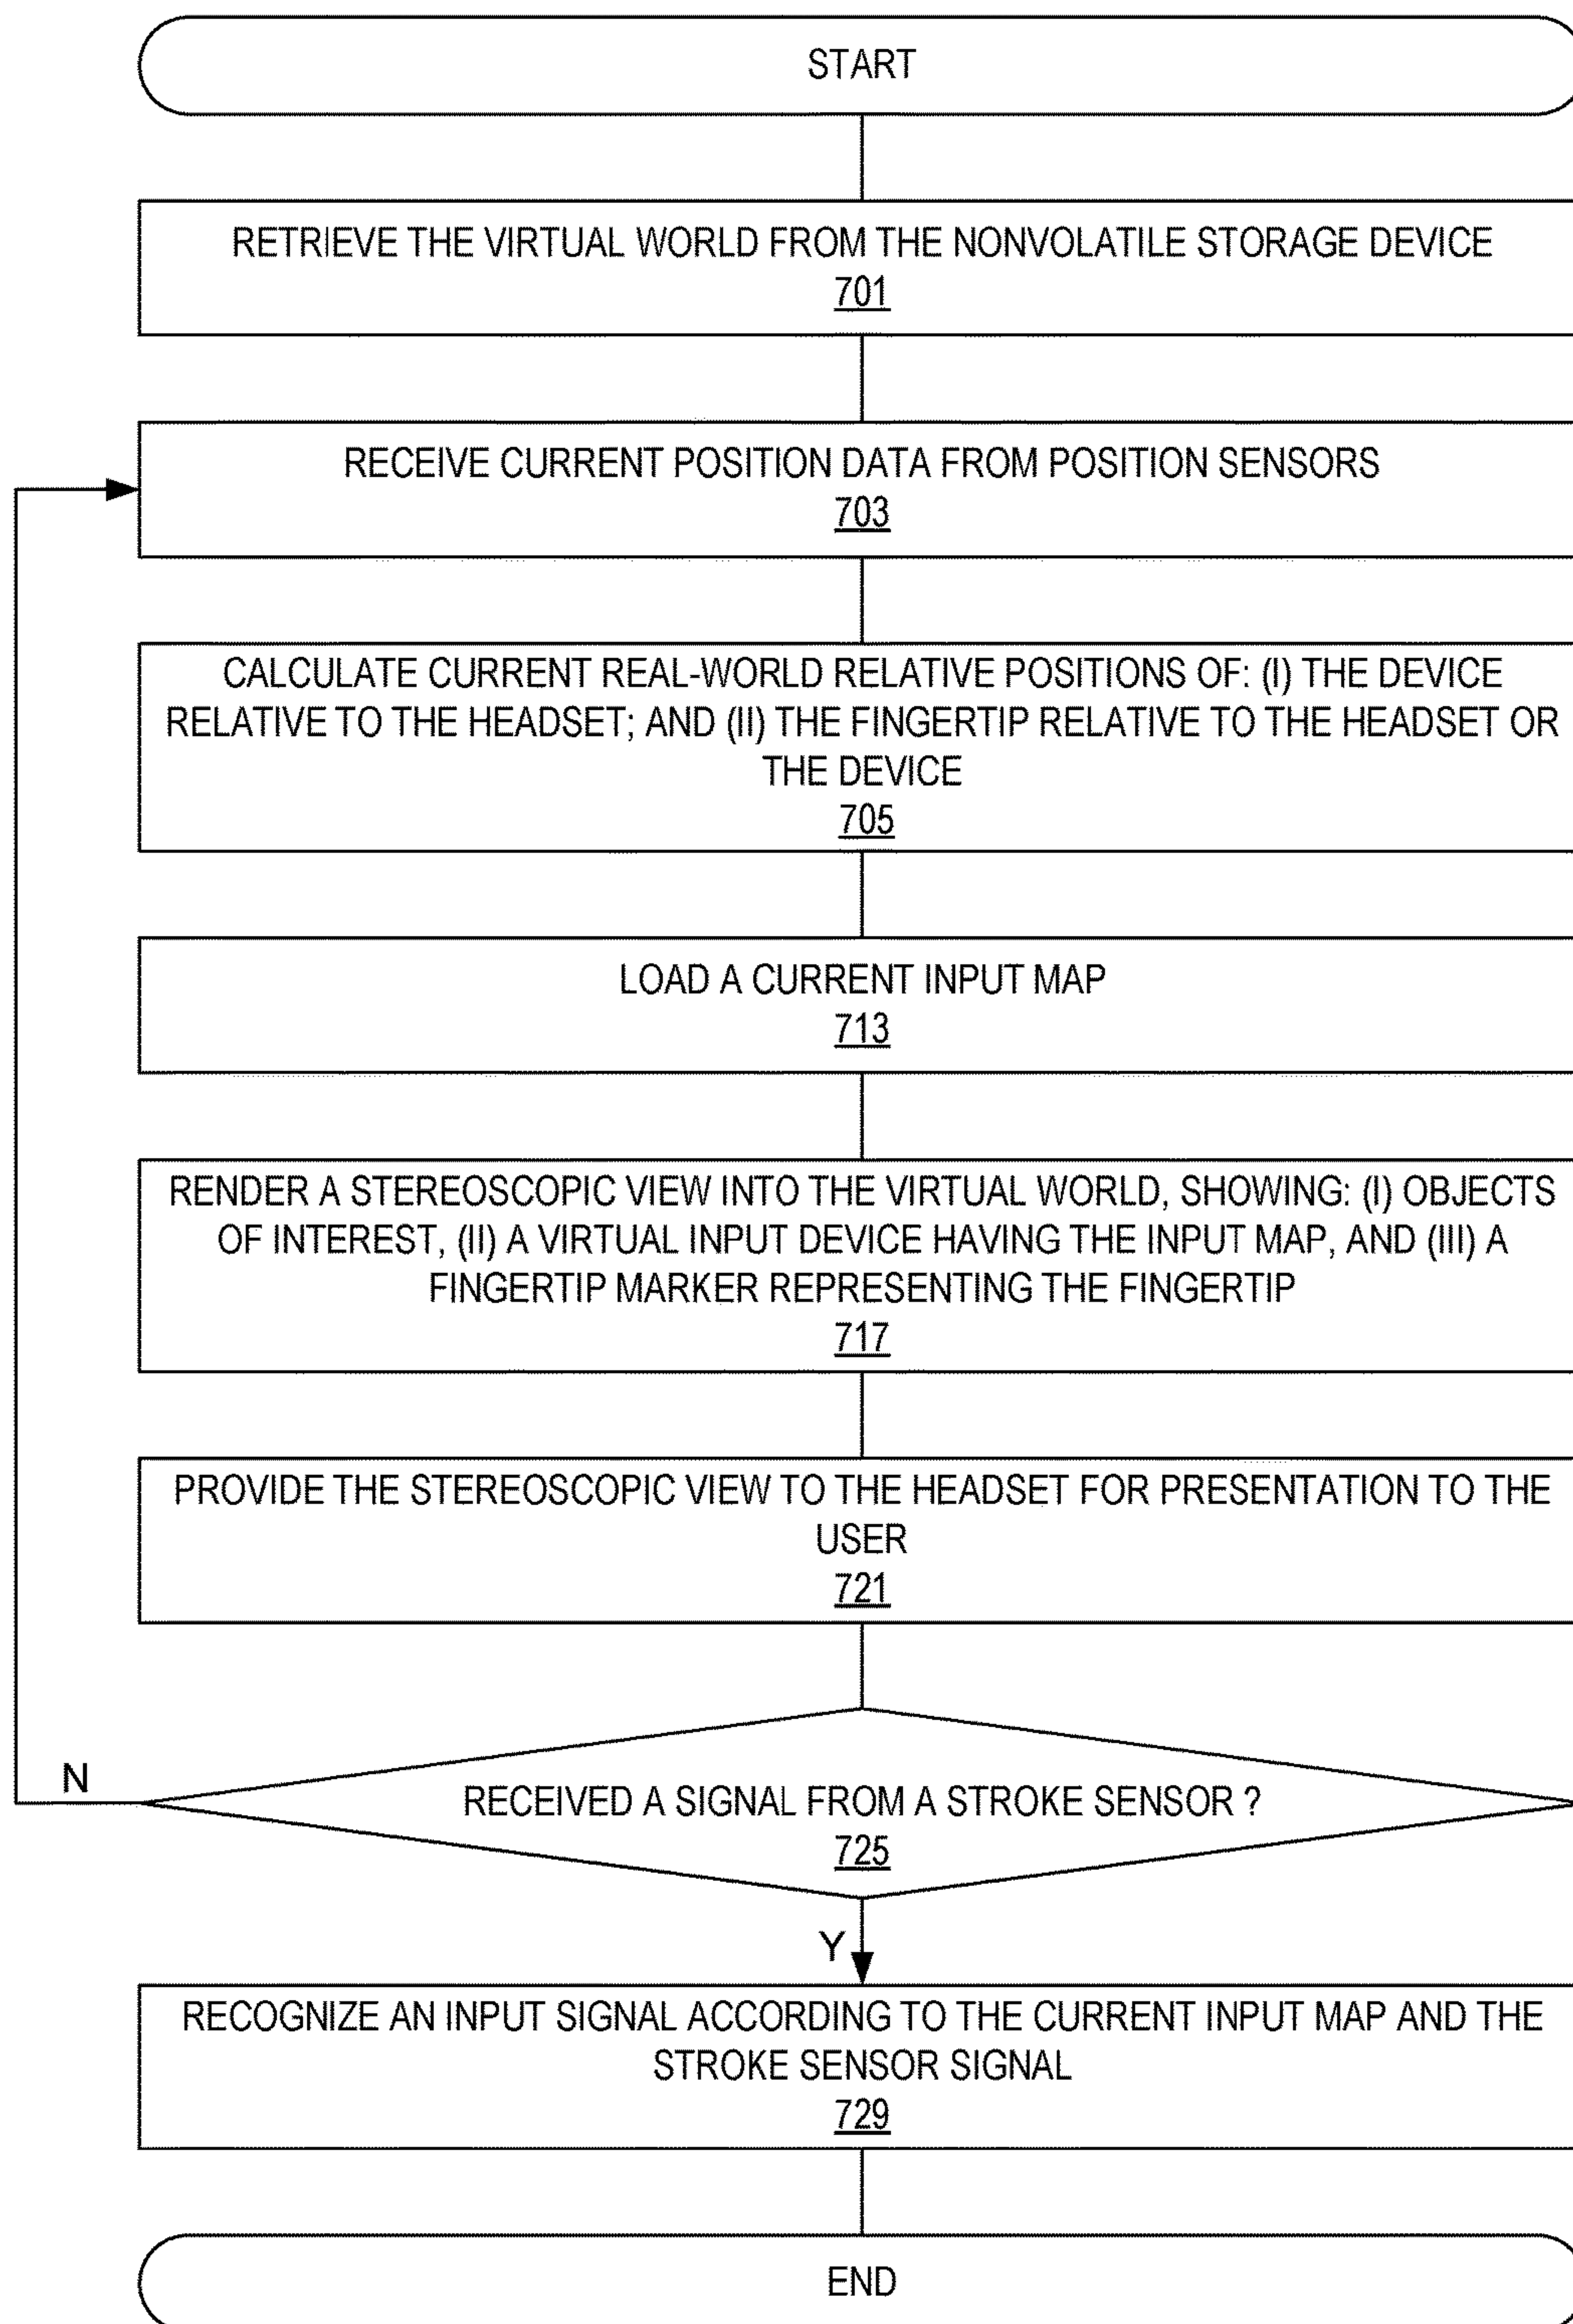 START
RETRIEVE THE VIRTUAL WORLD FROM THE NONVOLATILE STORAGE DEVICE
701
RECEIVE CURRENT POSITION DATA FROM POSITION SENSORS
703
CALCULATE CURRENT REAL-WORLD RELATIVE POSITIONS OF: (I) THE DEVICE
RELATIVE TO THE HEADSET; AND (II) THE FINGERTIP RELATIVE TO THE HEADSET OR
THE DEVICE
705
LOAD A CURRENT INPUT MAP
713
RENDER A STEREOSCOPIC VIEW INTO THE VIRTUAL WORLD, SHOWING: (I) OBJECTS
OF INTEREST, (II) A VIRTUAL INPUT DEVICE HAVING THE INPUT MAP, AND (III) A
FINGERTIP MARKER REPRESENTING THE FINGERTIP
717
PROVIDE THE STEREOSCOPIC VIEW TO THE HEADSET FOR PRESENTATION TO THE
USER
721
N
RECEIVED A SIGNAL FROM A STROKE SENSOR ?
725
Y
RECOGNIZE AN INPUT SIGNAL ACCORDING TO THE CURRENT INPUT MAP AND THE
STROKE SENSOR SIGNAL
729
END